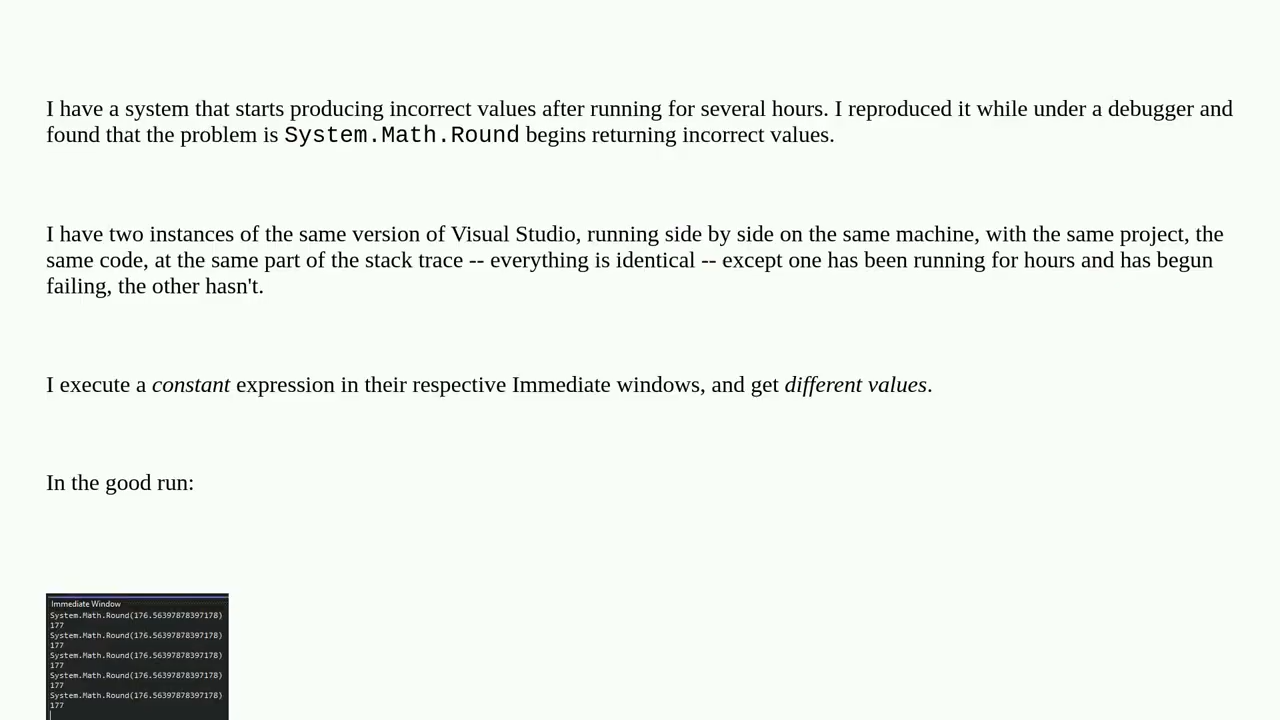 I have a system that starts producing incorrect values after running for several hours. I reproduced it while under a debugger and
found that the problem is System.Math.Round begins returning incorrect values.
I have two instances of the same version of Visual Studio, running side by side on the same machine, with the same project, the
same code, at the same part of the stack trace -- everything is identical -- except one has been running for hours and has begun
failing, the other hasn't.
I execute a constant expression in their respective Immediate windows, and get different values.
In the good run:
Immediate Window
System.Math.Round(176.56397878397178)
177
System.Math.Round(176.56397878397178)
177
System.Math.Round(176.56397878397178)
177
System.Math.Round(176.56397878397178)
177
System.Math.Round(176.56397878397178)
177